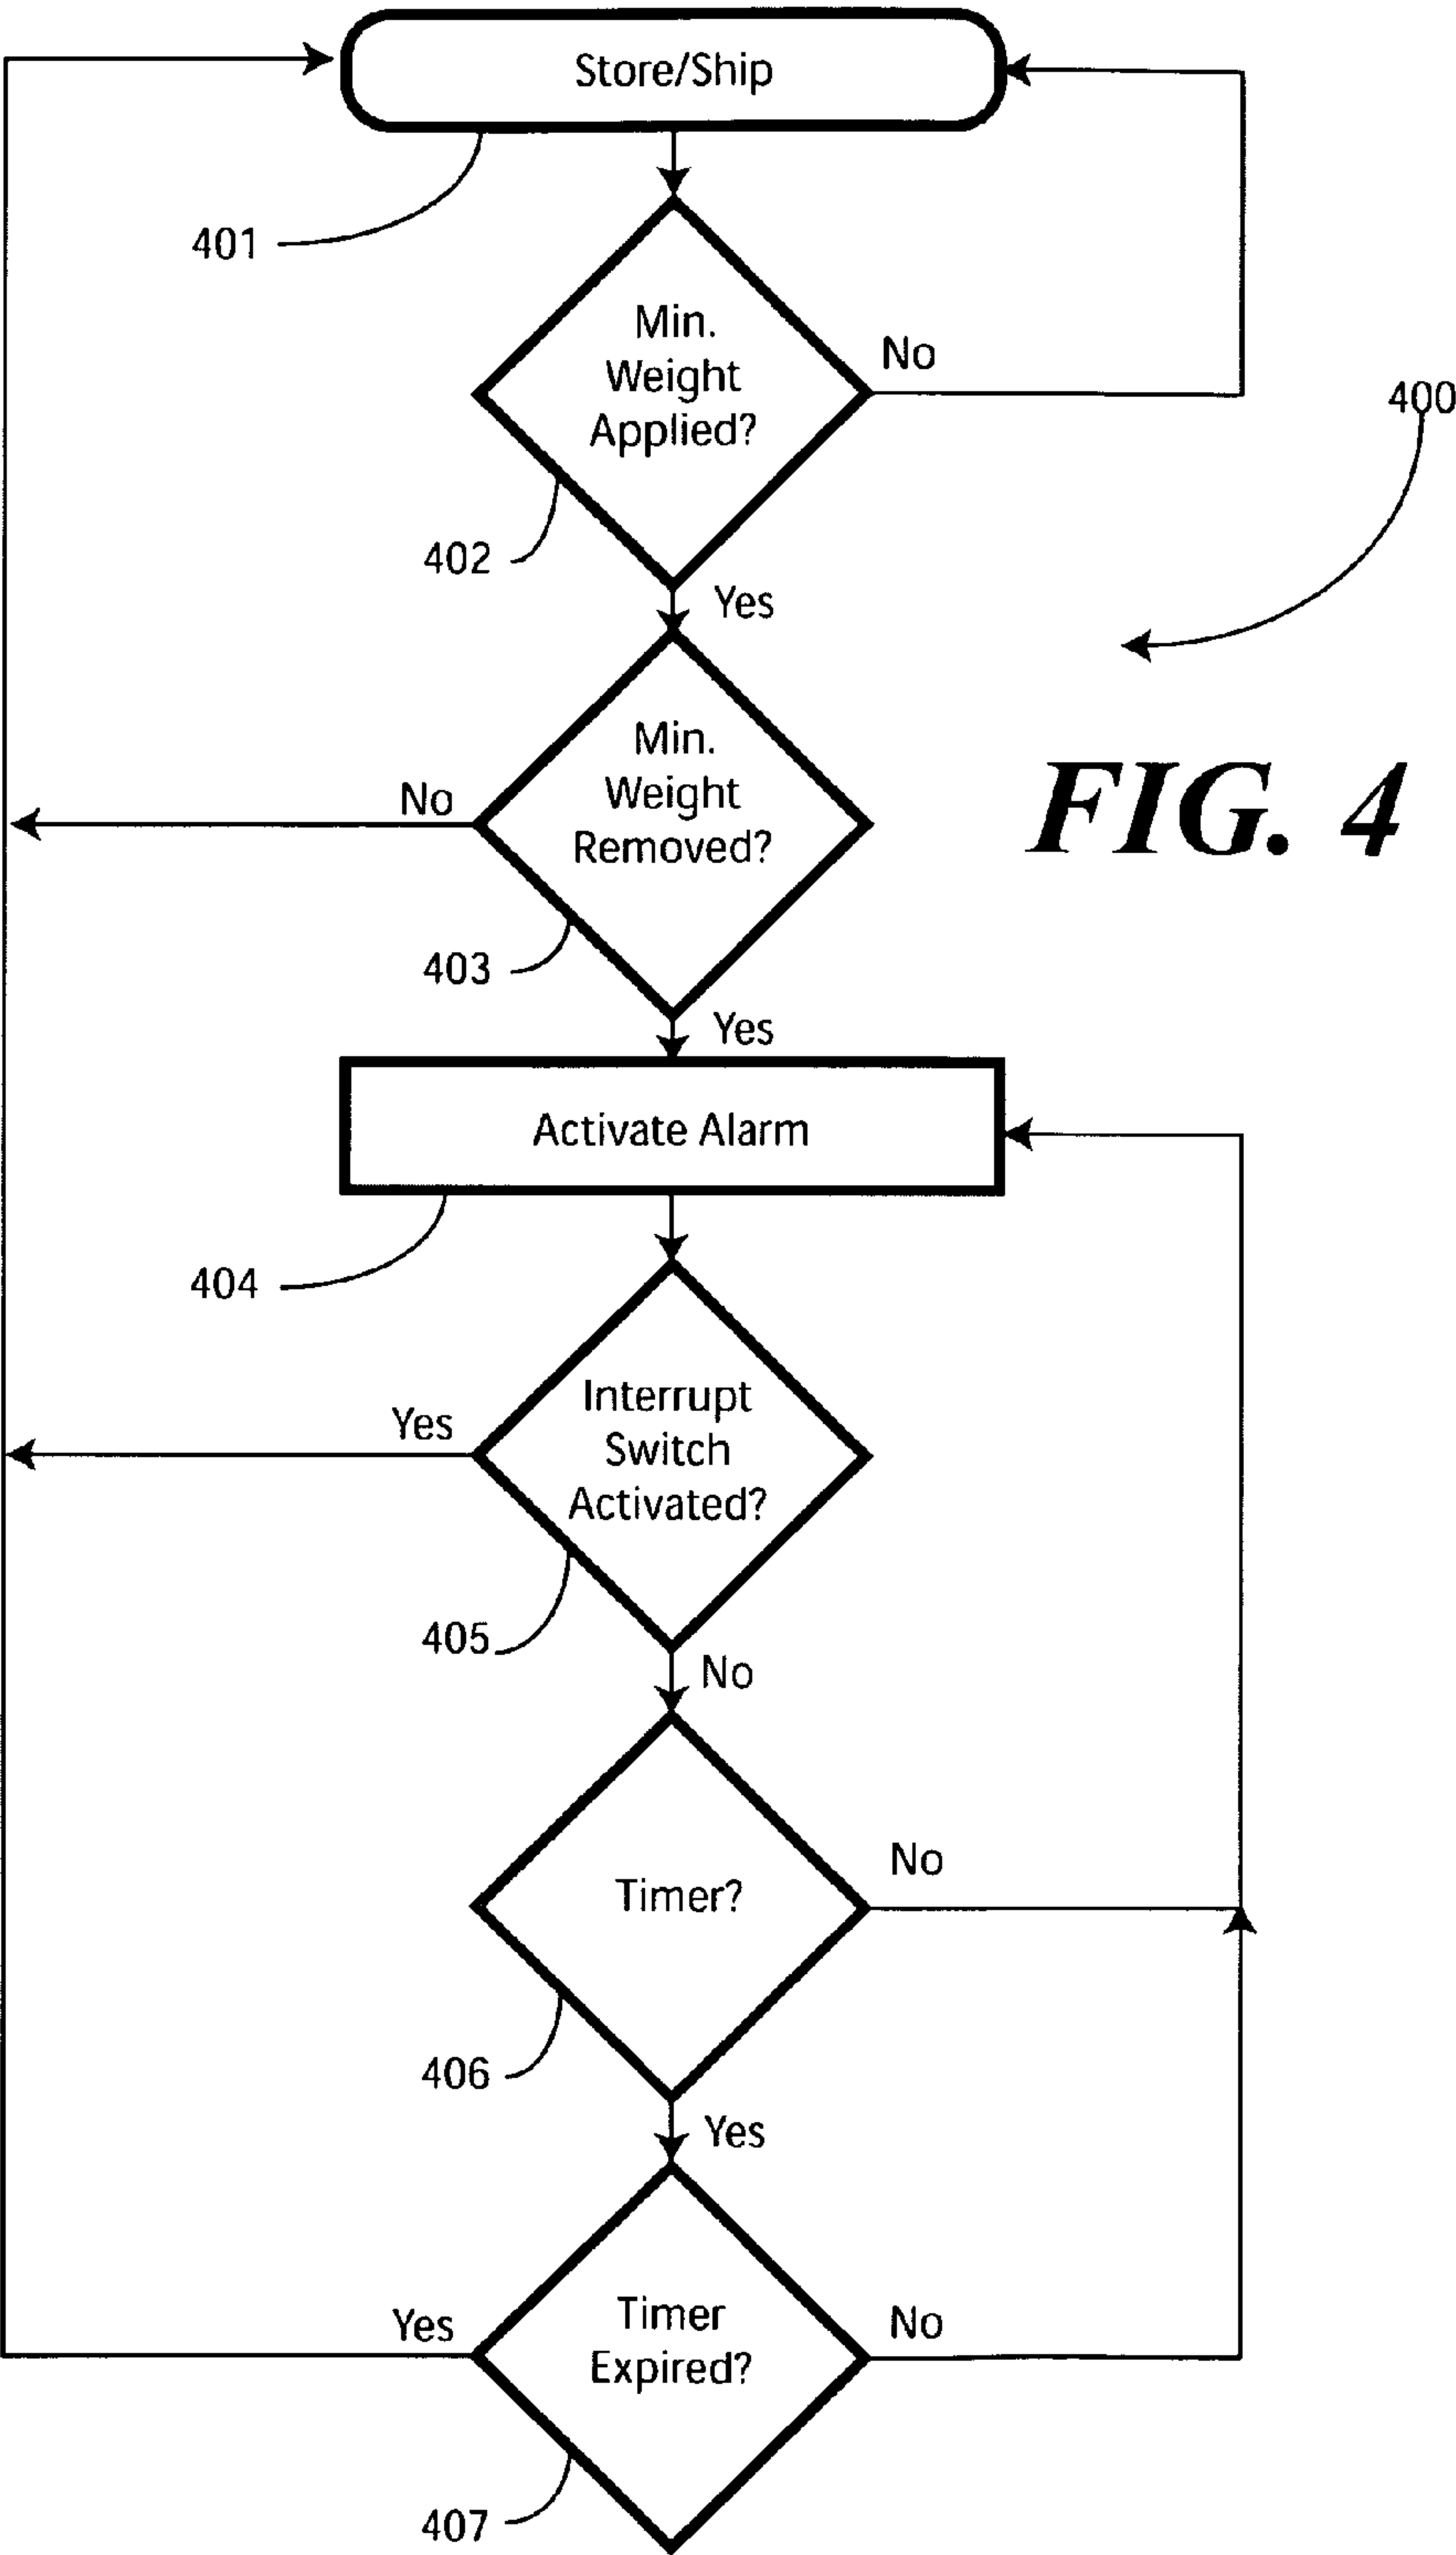 Store/Ship
401
Min.
Weight
Applied?
No
400
402
Yes
Min.
Weight
Removed?
No
FIG. 4
403
Yes
Activate Alarm
404
Interrupt
Switch
Activated?
Yes
405
No
Timer?
No
406
Yes
Timer
Expired?
Yes
No
407